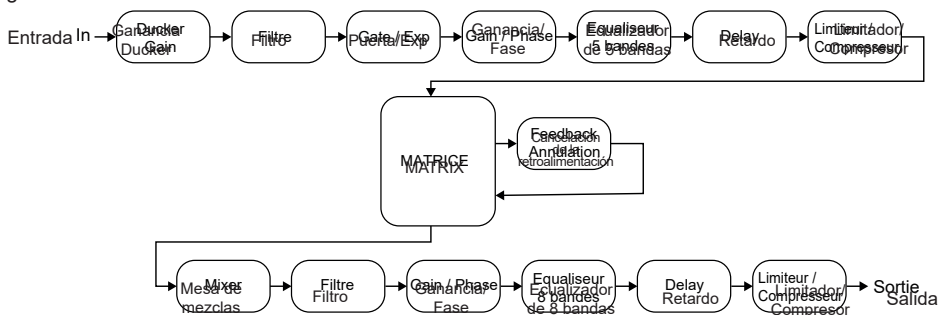 Entrada In
Ducker
Gain
Ganancia
Ducker
Filtre
Filtro
Gate / Exp
Puerta/Exp
Gain / Phase
Ganancia/
Fase
Equaliseur
5 bandes
Equalizador
de 5 bandas
Delay
Retardo
Limiteur /
Compresseur
Limitador/
Compresor
MATRICE
MATRIX
Feedback
Annulation
Cancelación
de la
retroalimentación
Mixer
Mesa de
mezclas
Filtre
Filtro
Gain / Phase
Ganancia/
Fase
Equaliseur
8 bandes
Equalizador
de 8 bandas
Delay
Retardo
Limiteur /
Compresseur
Limitador/
Compresor
Sortie
Salida